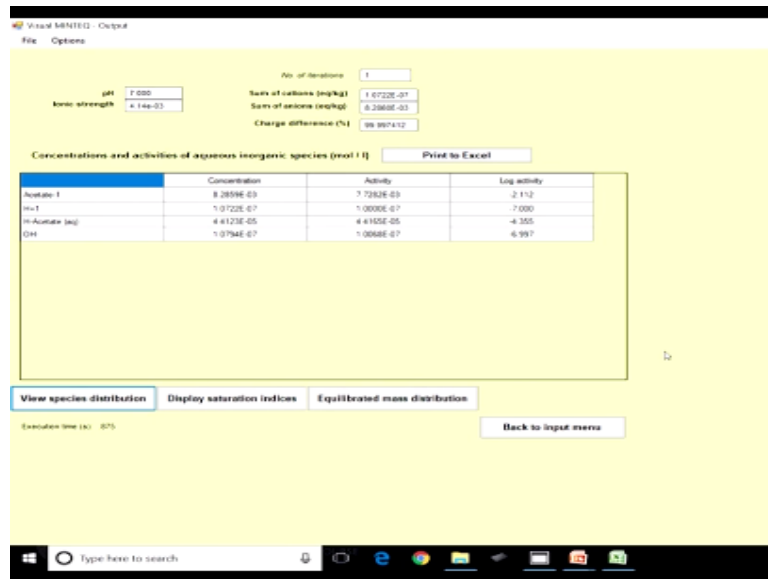 Visual MINTEQ - Output
File Options
No of iterations 1
pH 7.000 Sum of cations (eq/kg) 1.0722E-07
Ionic strength 4.14e-03 Sum of anions (eq/kg) 8.2860E-03
Charge difference (%) 99.997412
Concentrations and activities of aqueous inorganic species (mol / l) Print to Excel
Concentration Activity Log activity
Acetate-1 8.2859E-03 7.7282E-03 -2.112
H+1 1.0722E-07 1.0000E-07 -7.000
H-Acetate (aq) 4.4123E-05 4.4165E-05 -4.355
OH- 1.0794E-07 1.0068E-07 -6.997
View species distribution Display saturation indices Equilibrated mass distribution
Execution time (s): .875 Back to input menu
Type here to search